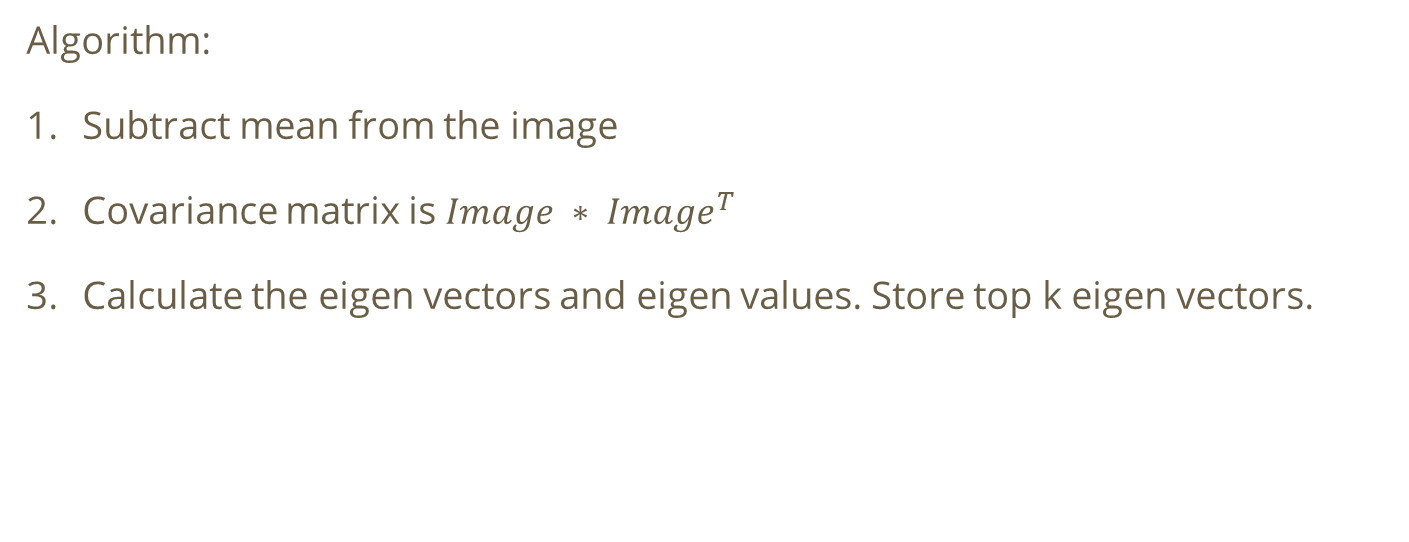 Algorithm:
1. Subtract mean from the image
2. Covariance matrix is Image * Image^T
3. Calculate the eigen vectors and eigen values. Store top k eigen vectors.